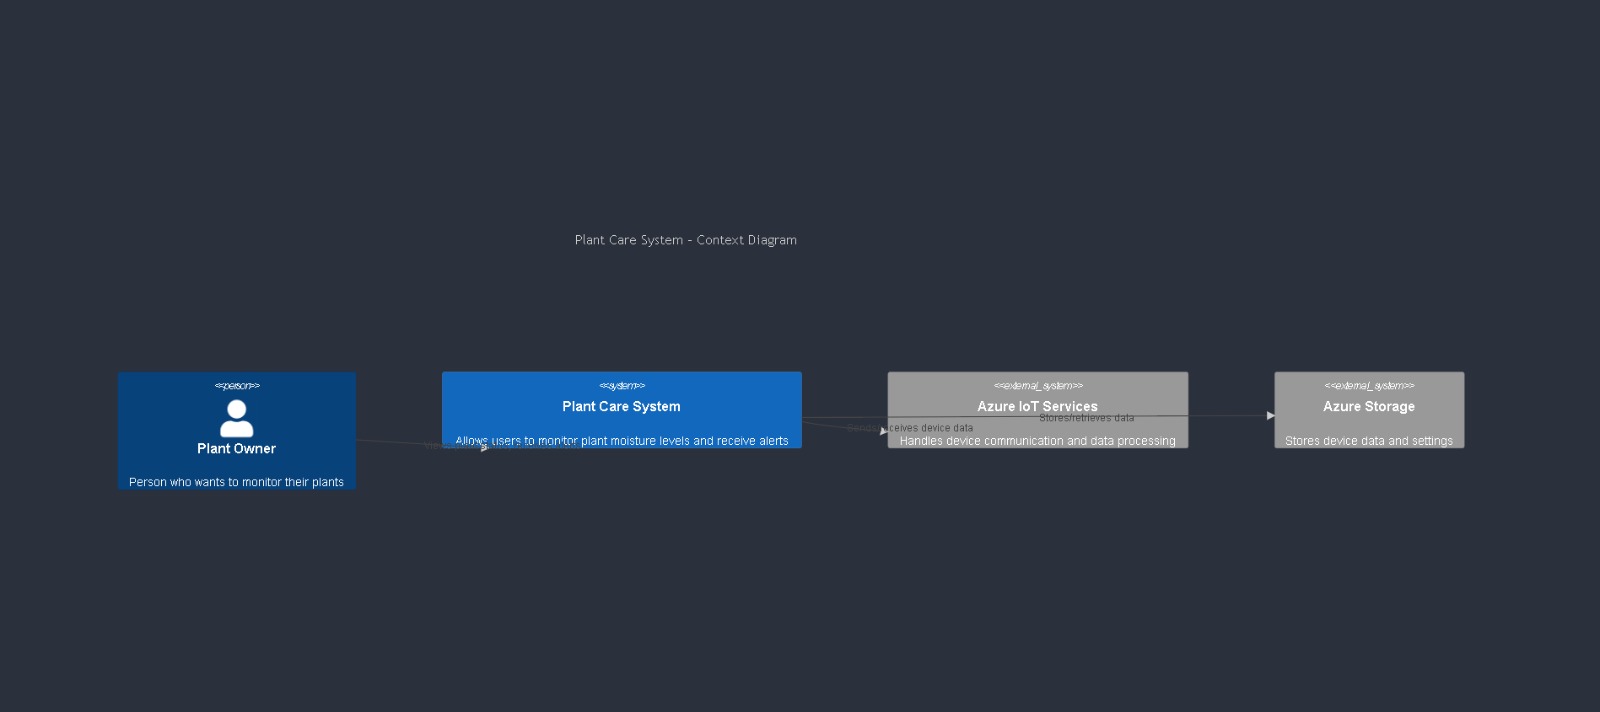 Plant Care System - Context Diagram
<<person>>
Plant Owner
Person who wants to monitor their plants
<<system>>
Plant Care System
Allows users to monitor plant moisture levels and receive alerts
<<external_system>>
Azure IoT Services
Handles device communication and data processing
<<external_system>>
Azure Storage
Stores device data and settings
Sends/receives device data
Stores/retrieves data